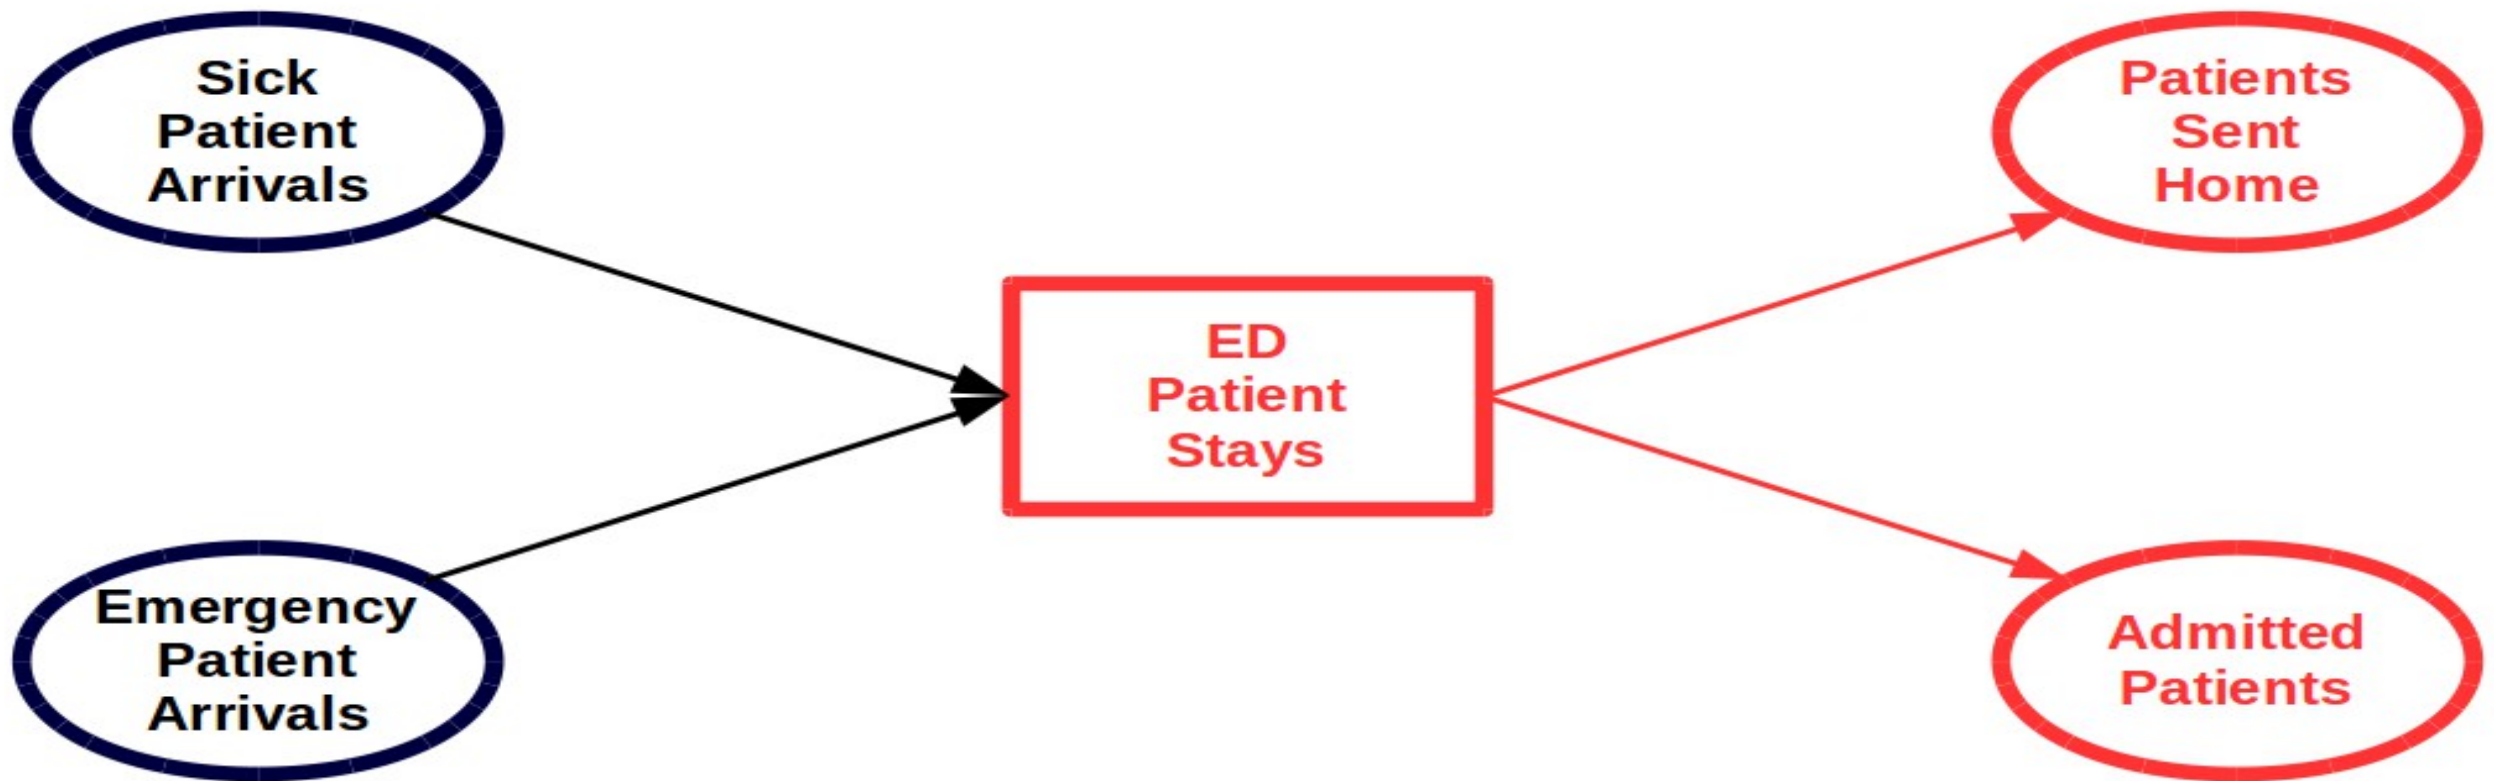 Sick
Patient
Arrivals
Emergency
Patient
Arrivals
ED
Patient
Stays
Patients
Sent
Home
Admitted
Patients